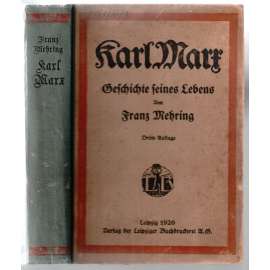 Franz
Mehring
Karl
Marx
Karl Marx
Geschichte seines Lebens
Von
Franz Mehring
Dritte Auflage
Leipzig 1920
Verlag der Leipziger Buchdruckerei A.G.